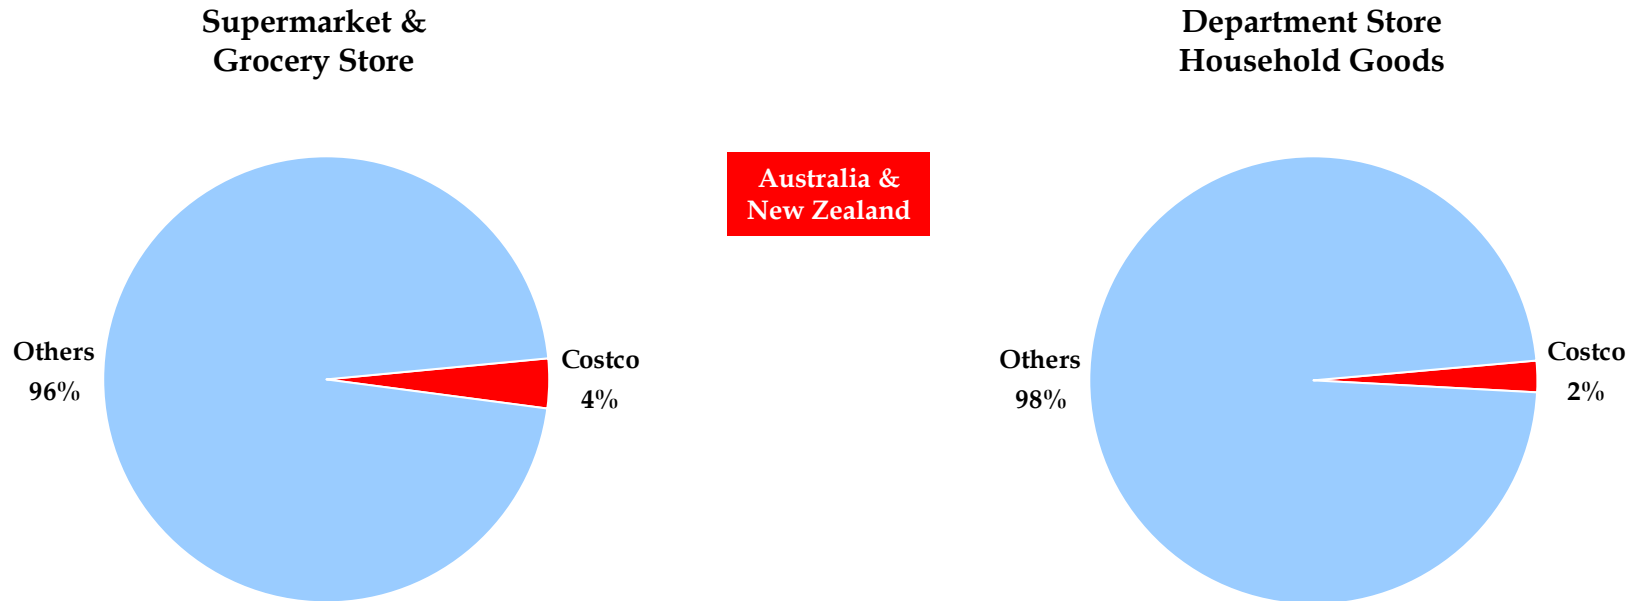 Supermarket &
Grocery Store
Department Store
Household Goods
Australia &
New Zealand
Others
96%
Costco
4%
Others
98%
Costco
2%